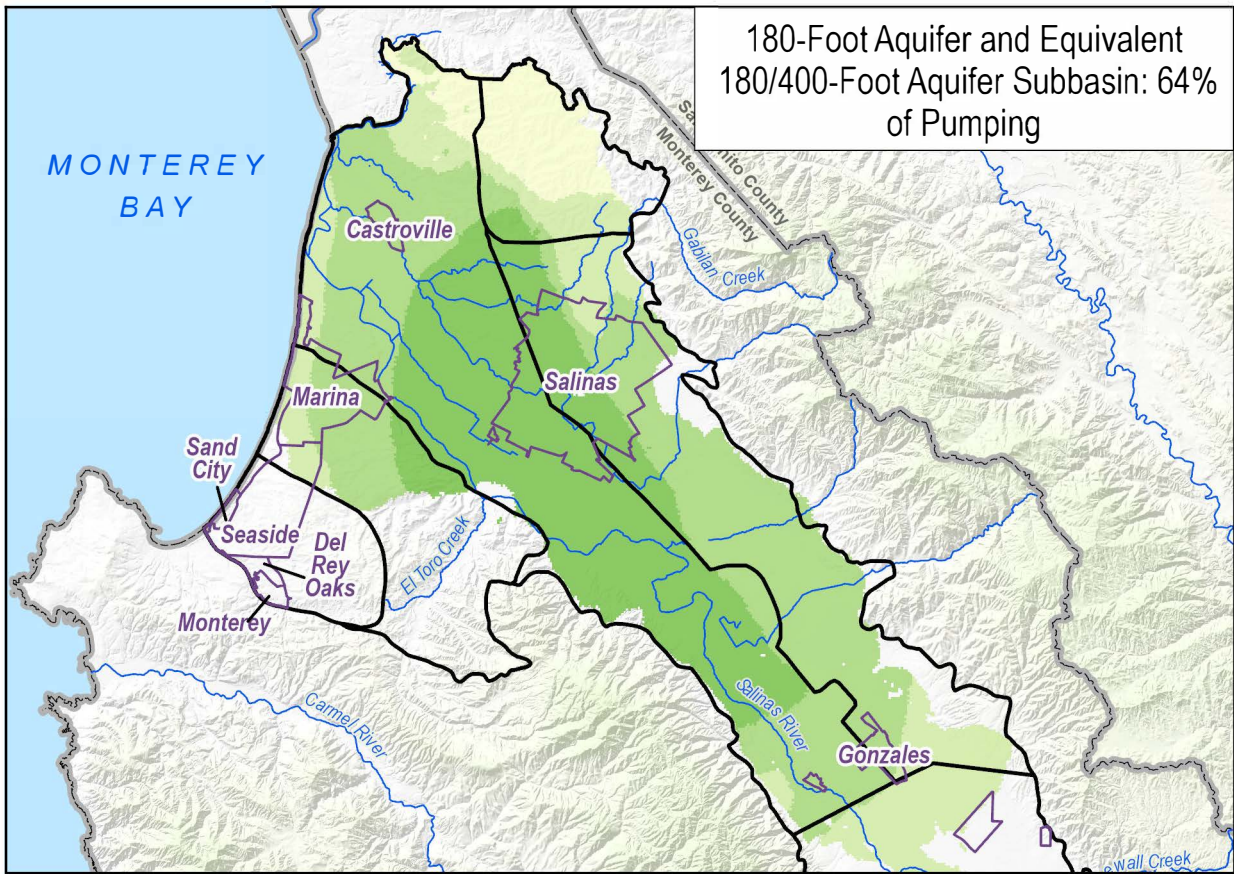 180-Foot Aquifer and Equivalent
180/400-Foot Aquifer Subbasin: 64%
of Pumping
Monterey County
MONTEREY
BAY
Castroville
Gabilan Creek
Salinas
Marina
Sand
City
Seaside
Del
Rey
Oaks
Monterey
El Toro Creek
Carmel River
Salinas River
Gonzales
Creek